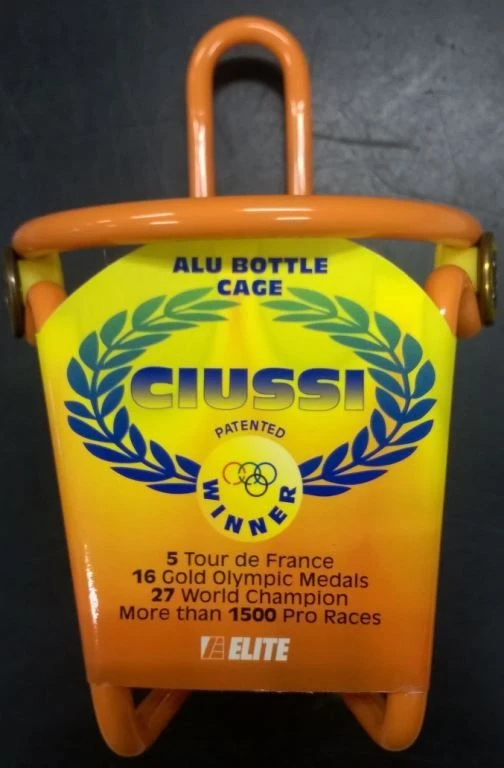 ALU BOTTLE
CAGE
CIUSSI
PATENTED
WINNER
5 Tour de France
16 Gold Olympic Medals
27 World Champion
More than 1500 Pro Races
ELITE